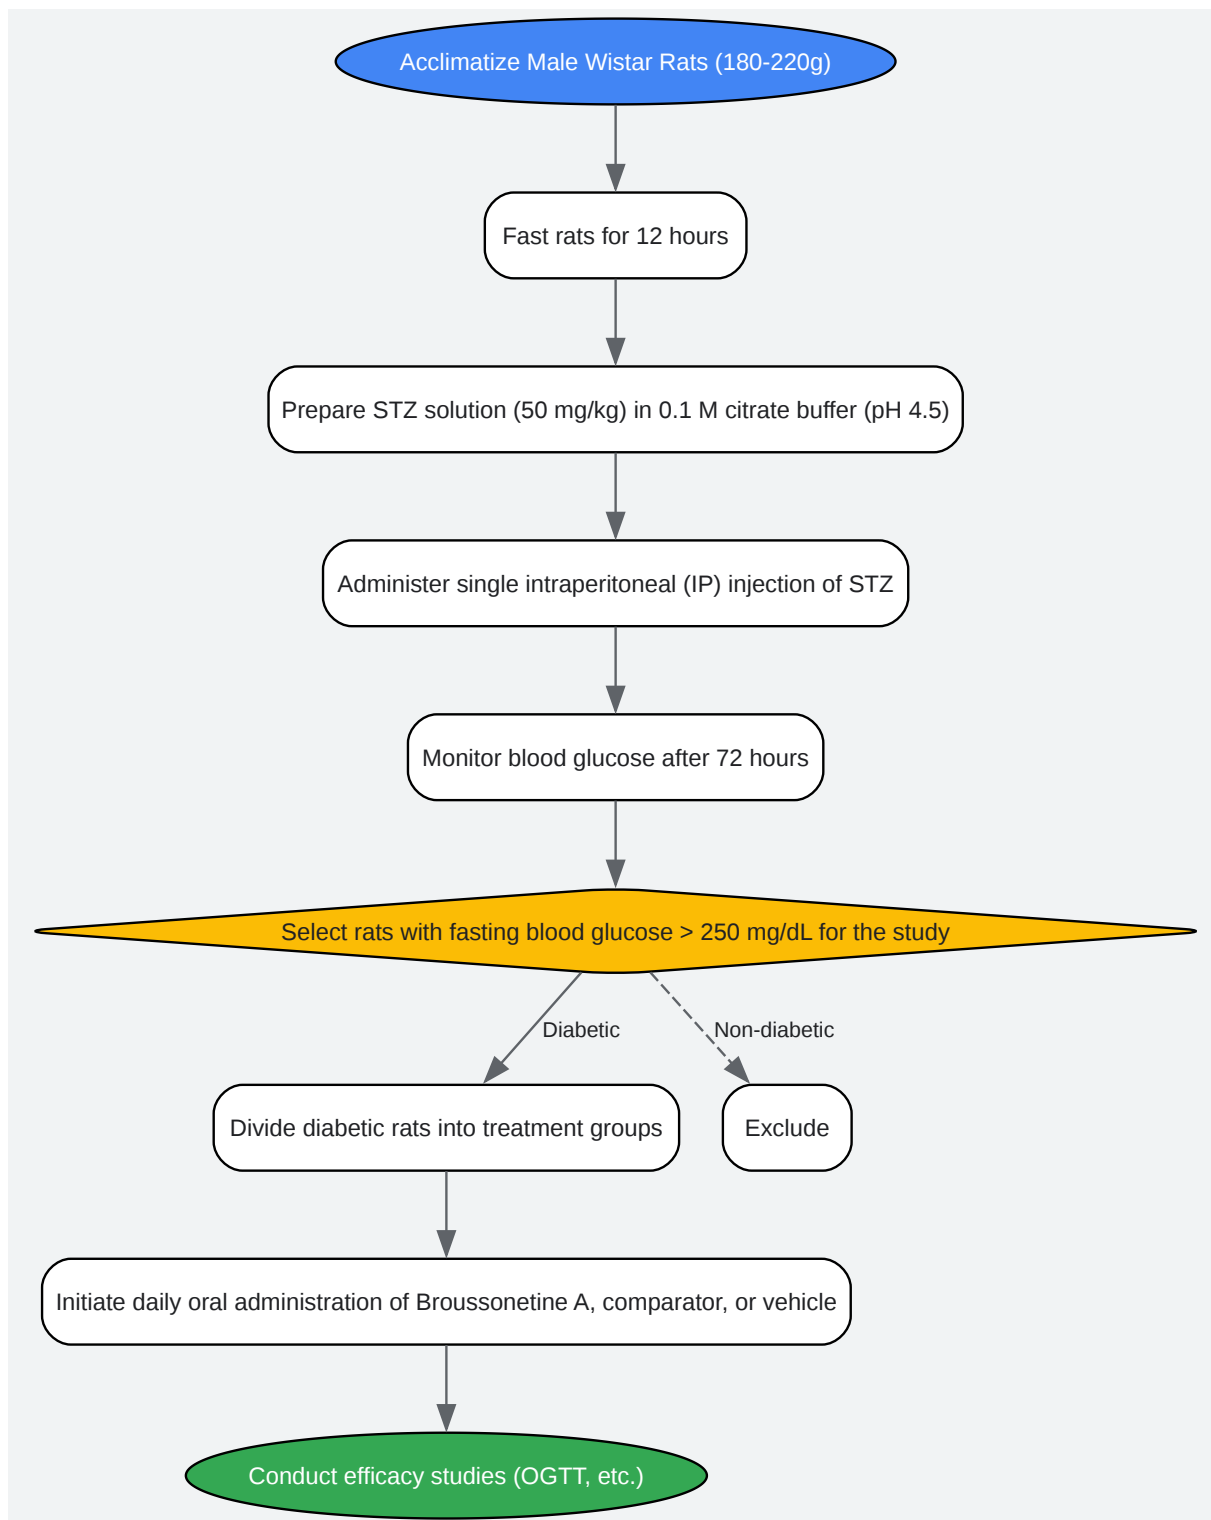 Acclimatize Male Wistar Rats (180-220g)
Fast rats for 12 hours
Prepare STZ solution (50 mg/kg) in 0.1 M citrate buffer (pH 4.5)
Administer single intraperitoneal (IP) injection of STZ
Monitor blood glucose after 72 hours
Select rats with fasting blood glucose > 250 mg/dL for the study
Diabetic
Non-diabetic
Divide diabetic rats into treatment groups
Exclude
Initiate daily oral administration of Broussonetine A, comparator, or vehicle
Conduct efficacy studies (OGTT, etc.)